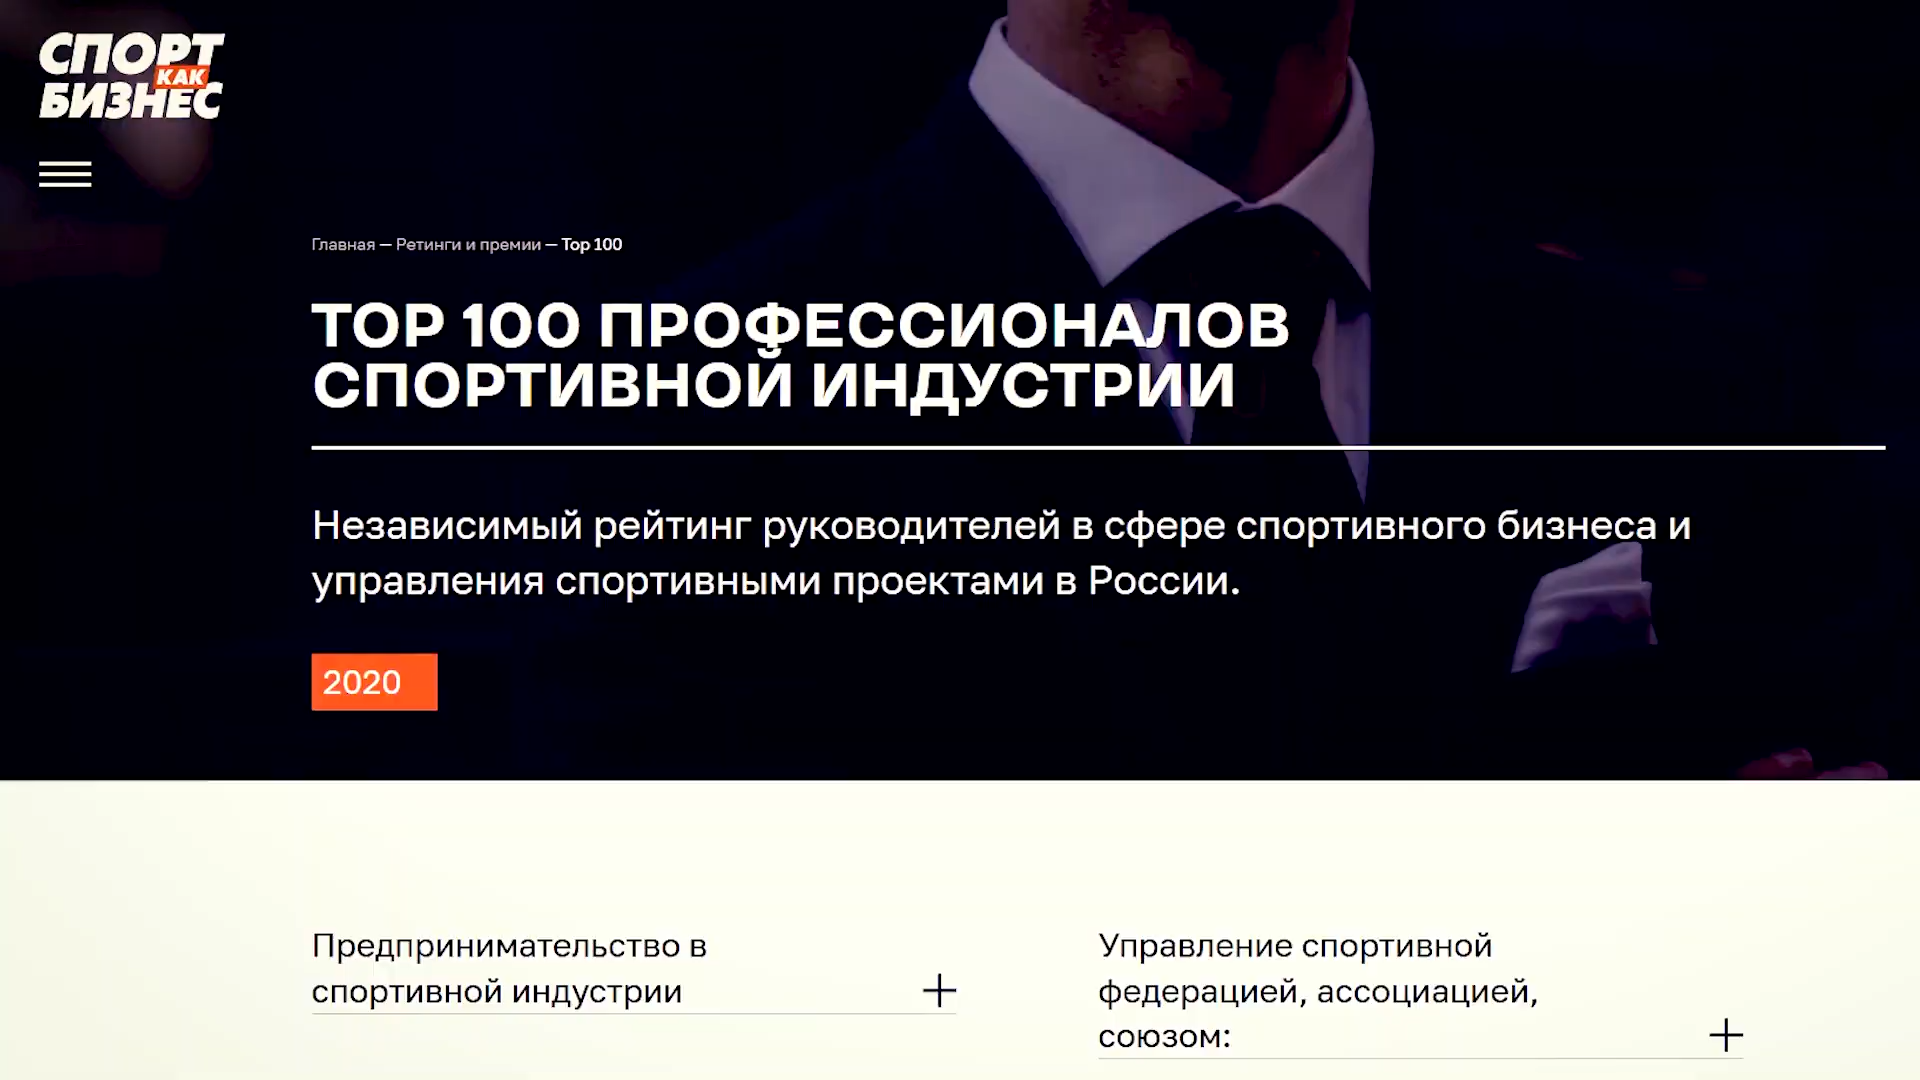 СПОРТ
КАК
БИЗНЕС
Главная — Ретинги и премии — Top 100
TOP 100 ПРОФЕССИОНАЛОВ
СПОРТИВНОЙ ИНДУСТРИИ
Независимый рейтинг руководителей в сфере спортивного бизнеса и
управления спортивными проектами в России.
2020
Предпринимательство в
спортивной индустрии
Управление спортивной
федерацией, ассоциацией,
союзом: